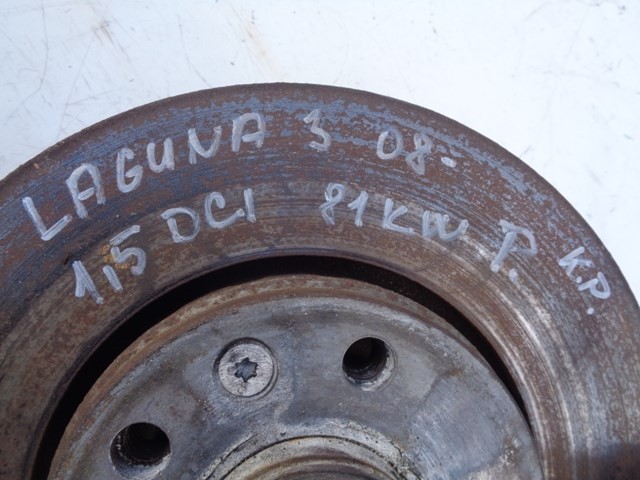 LAGUNA 3 08-
1,5 DCI 81KW P. K.P.